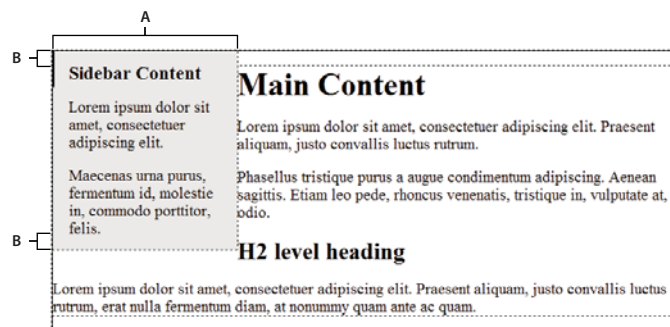 A
B
Sidebar Content
Lorem ipsum dolor sit
amet, consectetuer
adipiscing elit.
Maecenas urna purus,
fermentum id, molestie
in, commodo porttitor,
felis.
B
Main Content
Lorem ipsum dolor sit amet, consectetuer adipiscing elit. Praesent
aliquam, justo convallis luctus rutrum.
Phasellus tristique purus a augue condimentum adipiscing. Aenean
sagittis. Etiam leo pede, rhoncus venenatis, tristique in, vulputate at,
odio.
H2 level heading
Lorem ipsum dolor sit amet, consectetuer adipiscing elit. Praesent aliquam, justo convallis luctus
rutrum, erat nulla fermentum diam, at nonummy quam ante ac quam.